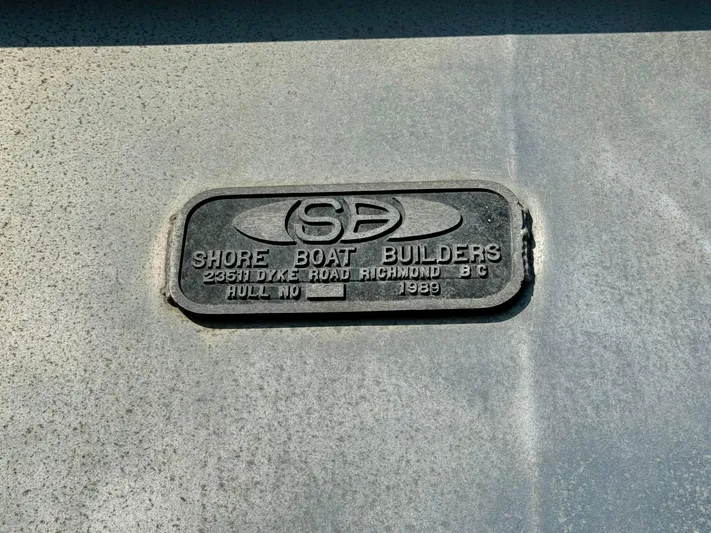 SB
SHORE BOAT BUILDERS
23511 DYKE ROAD RICHMOND B C
HULL NO 1989